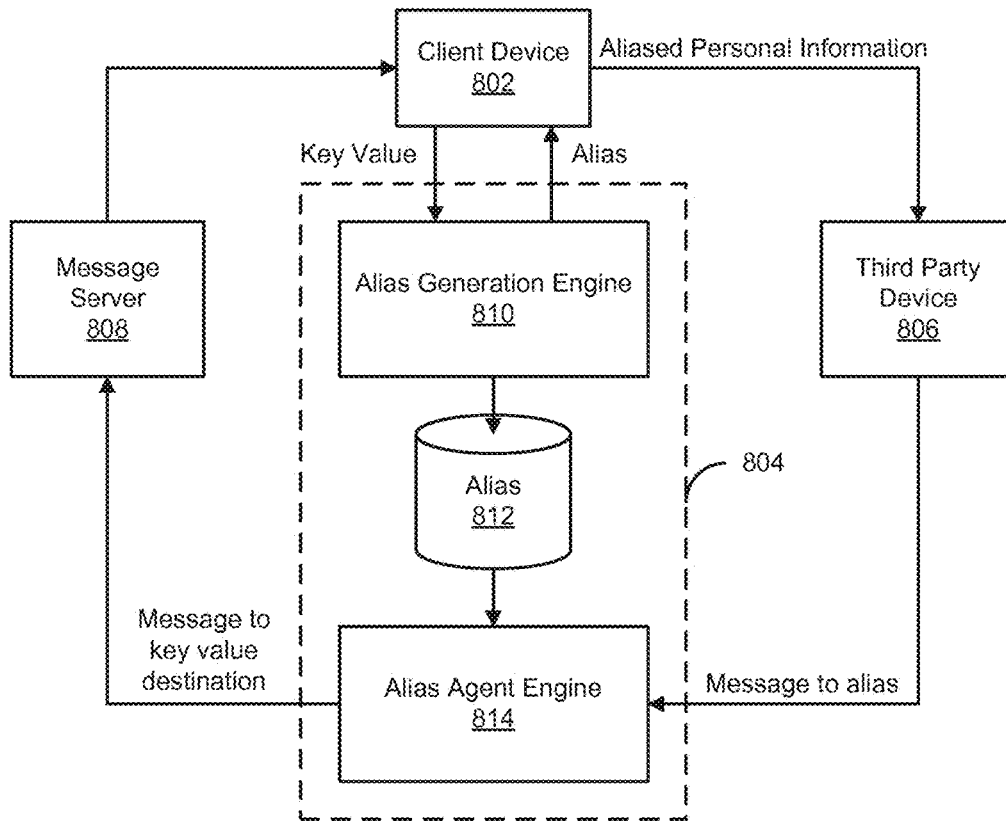 Client Device
802
Aliased Personal Information
Key Value
Alias
Message
Server
808
Alias Generation Engine
810
Third Party
Device
806
Alias
812
804
Message to
key value
destination
Alias Agent Engine
814
Message to alias